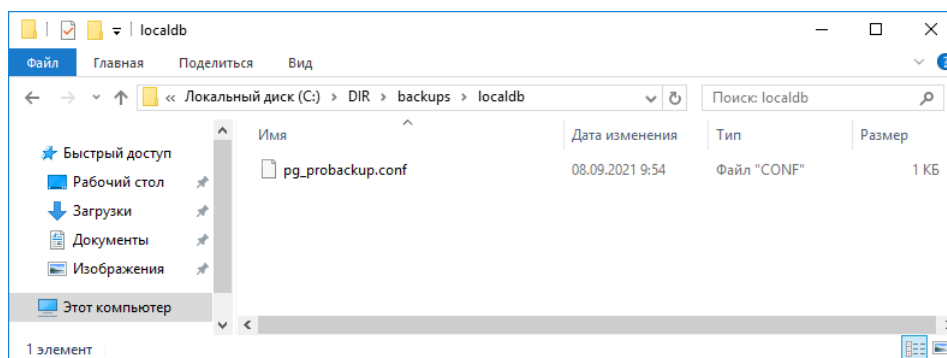 localdb
Файл Главная Поделиться Вид
« Локальный диск (C:) › DIR › backups › localdb Поиск: localdb
Имя Дата изменения Тип Размер
Быстрый доступ
pg_probackup.conf 08.09.2021 9:54 Файл "CONF" 1 КБ
Рабочий стол
Загрузки
Документы
Изображения
Этот компьютер
1 элемент